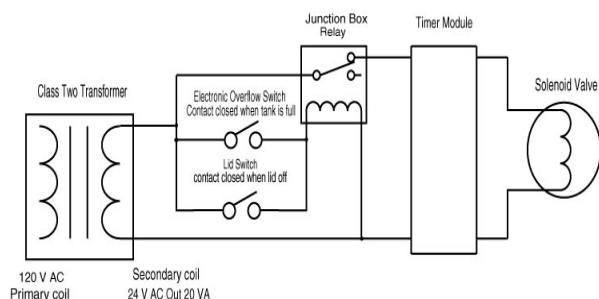 Junction Box
Relay
Timer Module
Class Two Transformer
Electronic Overflow Switch
Contact closed when tank is full
Lid Switch
contact closed when lid off
Solenoid Valve
120 V AC
Primary coil
Secondary coil
24 V AC Out 20 VA